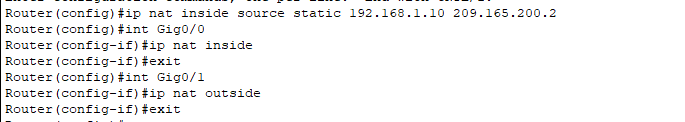 Router(config)#ip nat inside source static 192.168.1.10 209.165.200.2
Router(config)#int Gig0/0
Router(config-if)#ip nat inside
Router(config-if)#exit
Router(config)#int Gig0/1
Router(config-if)#ip nat outside
Router(config-if)#exit